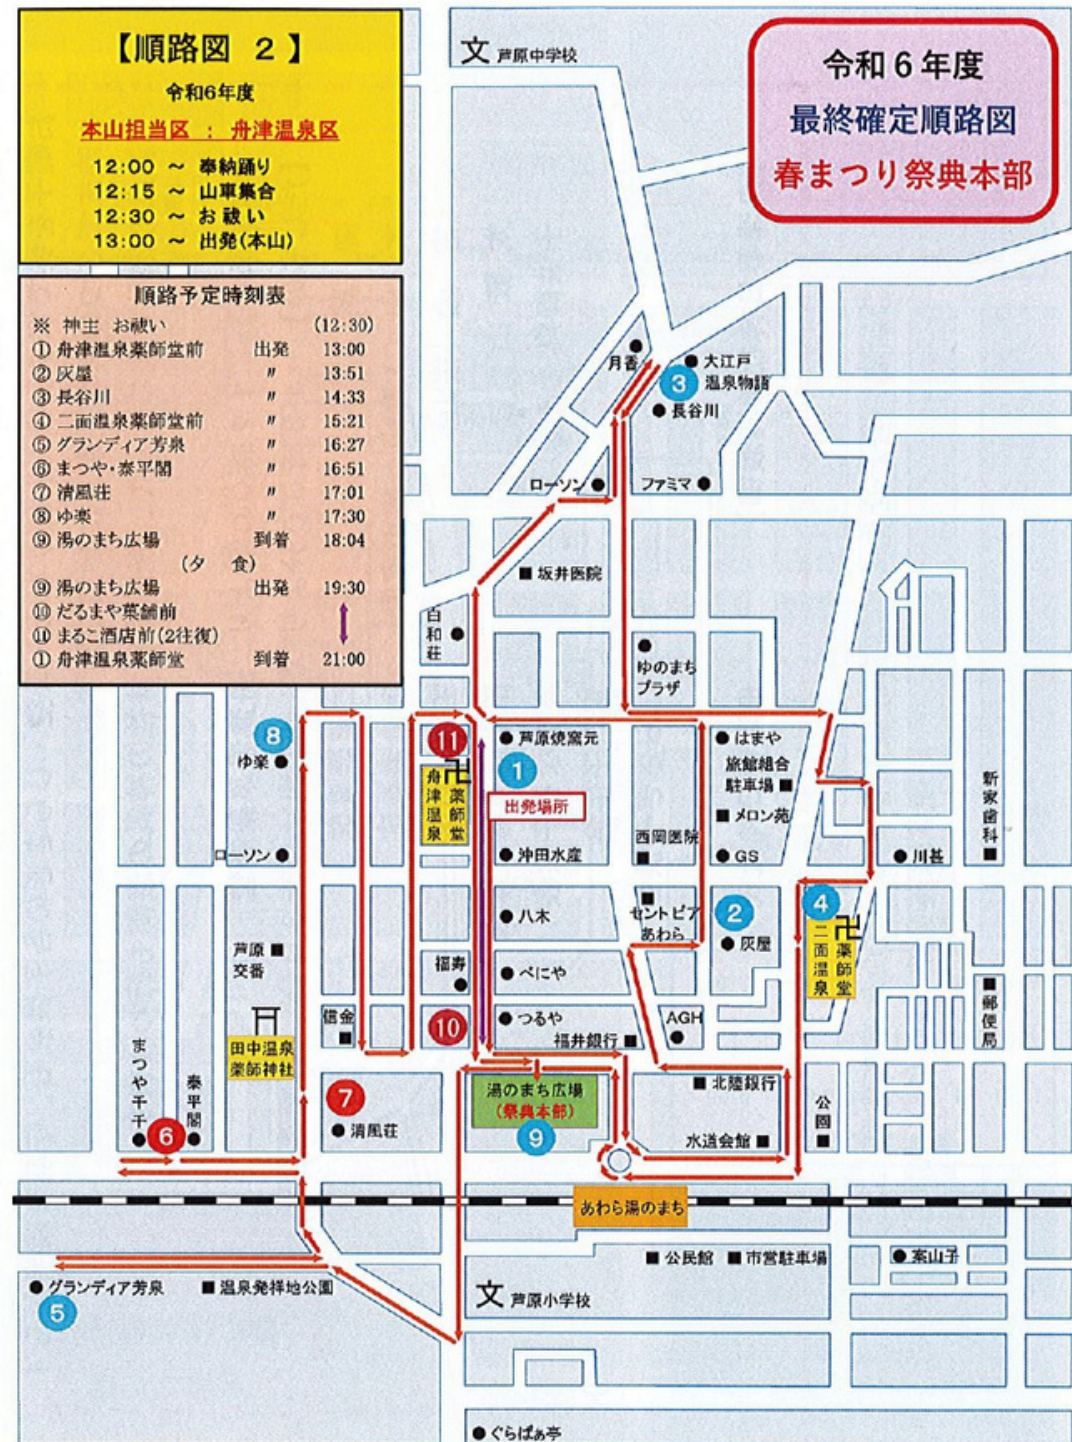 【順路図 2】
令和6年度
本山担当区 : 舟津温泉区
12:00 ～ 奉納踊り
12:15 ～ 山車集合
12:30 ～ お祓い
13:00 ～ 出発(本山)
令和6年度
最終確定順路図
春まつり祭典本部
順路予定時刻表
※ 神主 お祓い (12:30)
① 舟津温泉薬師堂前 出発 13:00
② 灰屋 〃 13:51
③ 長谷川 〃 14:33
④ 二面温泉薬師堂前 〃 15:21
⑤ グランディア芳泉 〃 16:27
⑥ まつや・泰平閣 〃 16:51
⑦ 清風荘 〃 17:01
⑧ ゆ楽 〃 17:30
⑨ 湯のまち広場 到着 18:04
(夕 食)
⑨ 湯のまち広場 出発 19:30
⑩ だるまや菓舗前
⑪ まるこ酒店前(2往復)
① 舟津温泉薬師堂 到着 21:00
文 芦原中学校
月香
大江戸
温泉物語
3
長谷川
ローソン
ファミマ
坂井医院
白和荘
ゆのまち
プラザ
8
ゆ楽
11
舟津温泉
薬師堂
芦原焼窯元
1
出発場所
はまや
旅館組合
駐車場
メロン苑
新家歯科
ローソン
沖田水産
西岡医院
GS
川甚
八木
セントピア
あわら
2
灰屋
4
二面温泉
薬師堂
芦原
交番
福寿
べにや
郵便局
信金
10
つるや
福井銀行
AGH
田中温泉
薬師神社
まつや千千
泰平閣
6
7
清風荘
湯のまち広場
(祭典本部)
9
北陸銀行
水道会館
公園
あわら湯のまち
公民館
市営駐車場
案山子
グランディア芳泉
5
温泉発祥地公園
文 芦原小学校
ぐらばぁ亭